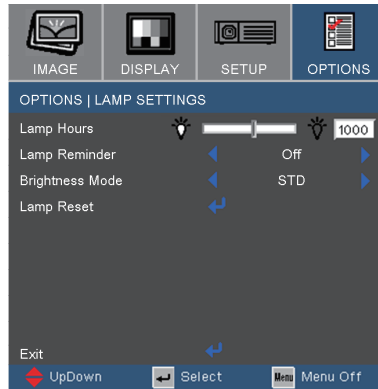 IMAGE DISPLAY SETUP OPTIONS
OPTIONS | LAMP SETTINGS
Lamp Hours 1000
Lamp Reminder Off
Brightness Mode STD
Lamp Reset
Exit
UpDown Select Menu Menu Off